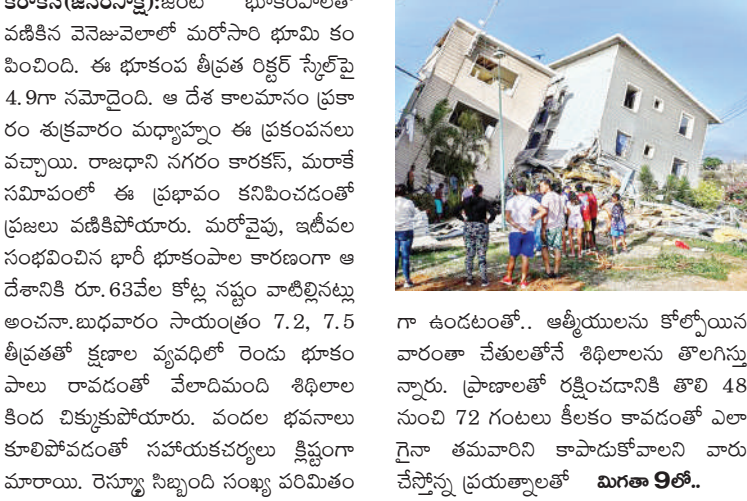 కారాకస్(జనంసాక్షి):జంట భూకంపాలతో
వణికిన వెనెజువెలాలో మరోసారి భూమి కం
పించింది. ఈ భూకంప తీవ్రత రిక్టర్ స్కేల్‌పై
4.9గా నమోదైంది. ఆ దేశ కాలమానం ప్రకా
రం శుక్రవారం మధ్యాహ్నం ఈ ప్రకంపనలు
వచ్చాయి. రాజధాని నగరం కారకస్, మరాకే
సమీపంలో ఈ ప్రభావం కనిపించడంతో
ప్రజలు వణికిపోయారు. మరోవైపు, ఇటీవల
సంభవించిన భారీ భూకంపాల కారణంగా ఆ
దేశానికి రూ.63వేల కోట్ల నష్టం వాటిల్లినట్లు
అంచనా.బుధవారం సాయంత్రం 7.2, 7.5
తీవ్రతతో క్షణాల వ్యవధిలో రెండు భూకం
పాలు రావడంతో వేలాదిమంది శిథిలాల
కింద చిక్కుకుపోయారు. వందల భవనాలు
కూలిపోవడంతో సహాయకచర్యలు క్లిష్టంగా
మారాయి. రెస్క్యూ సిబ్బంది సంఖ్య పరిమితం
గా ఉండటంతో.. ఆత్మీయులను కోల్పోయిన
వారంతా చేతులతోనే శిథిలాలను తొలగిస్తు
న్నారు. ప్రాణాలతో రక్షించడానికి తొలి 48
నుంచి 72 గంటలు కీలకం కావడంతో ఎలా
గైనా తమవారిని కాపాడుకోవాలని వారు
చేస్తోన్న ప్రయత్నాలతో మిగతా 9లో..